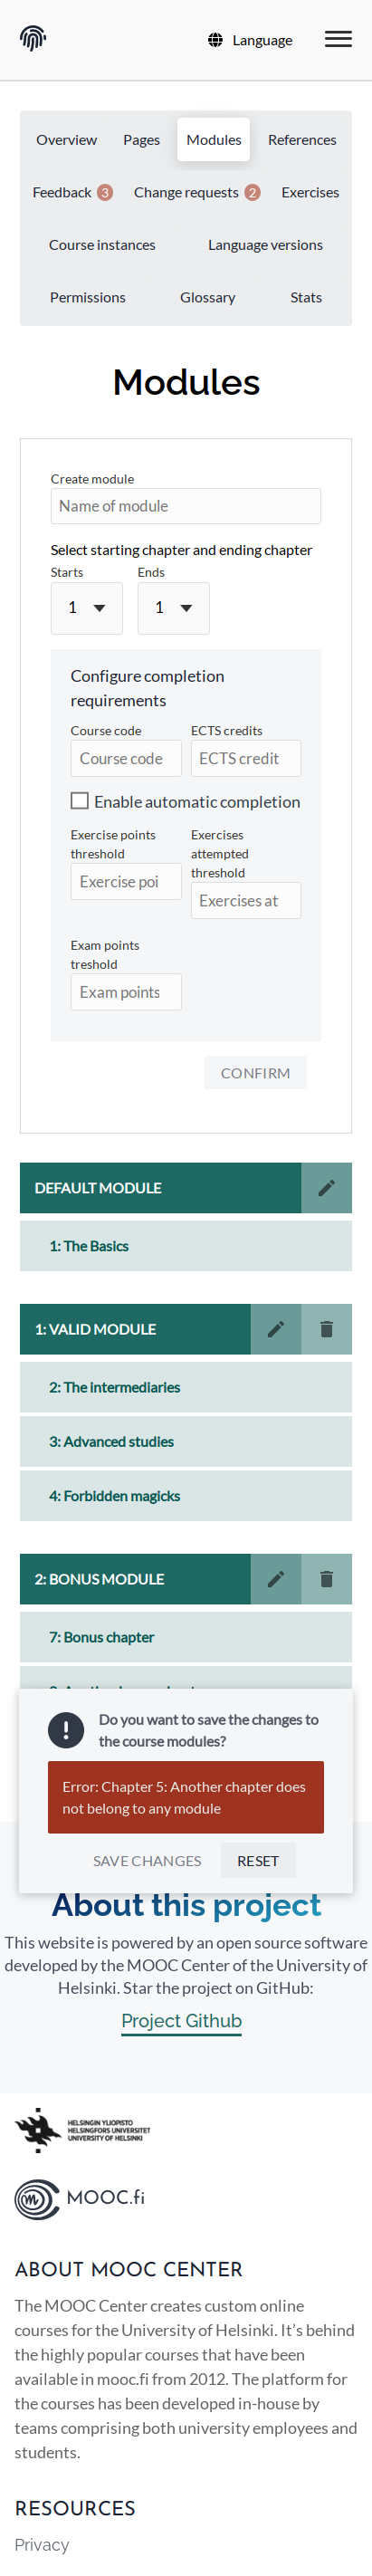 Language
Overview Pages Modules References
Feedback 3 Change requests 2 Exercises
Course instances Language versions
Permissions Glossary Stats
Modules
Create module
Name of module
Select starting chapter and ending chapter
Starts Ends
1 1
Configure completion
requirements
Course code ECTS credits
Course code ECTS credit
Enable automatic completion
Exercise points
threshold
Exercises
attempted
threshold
Exercise poi
Exercises at
Exam points
treshold
Exam points
CONFIRM
DEFAULT MODULE
1: The Basics
1: VALID MODULE
2: The intermediaries
3: Advanced studies
4: Forbidden magicks
2: BONUS MODULE
7: Bonus chapter
Do you want to save the changes to
the course modules?
Error: Chapter 5: Another chapter does
not belong to any module
SAVE CHANGES RESET
About this project
This website is powered by an open source software
developed by the MOOC Center of the University of
Helsinki. Star the project on GitHub:
Project Github
HELSINGIN YLIOPISTO
HELSINGFORS UNIVERSITET
UNIVERSITY OF HELSINKI
MOOC.fi
ABOUT MOOC CENTER
The MOOC Center creates custom online
courses for the University of Helsinki. It's behind
the highly popular courses that have been
available in mooc.fi from 2012. The platform for
the courses has been developed in-house by
teams comprising both university employees and
students.
RESOURCES
Privacy